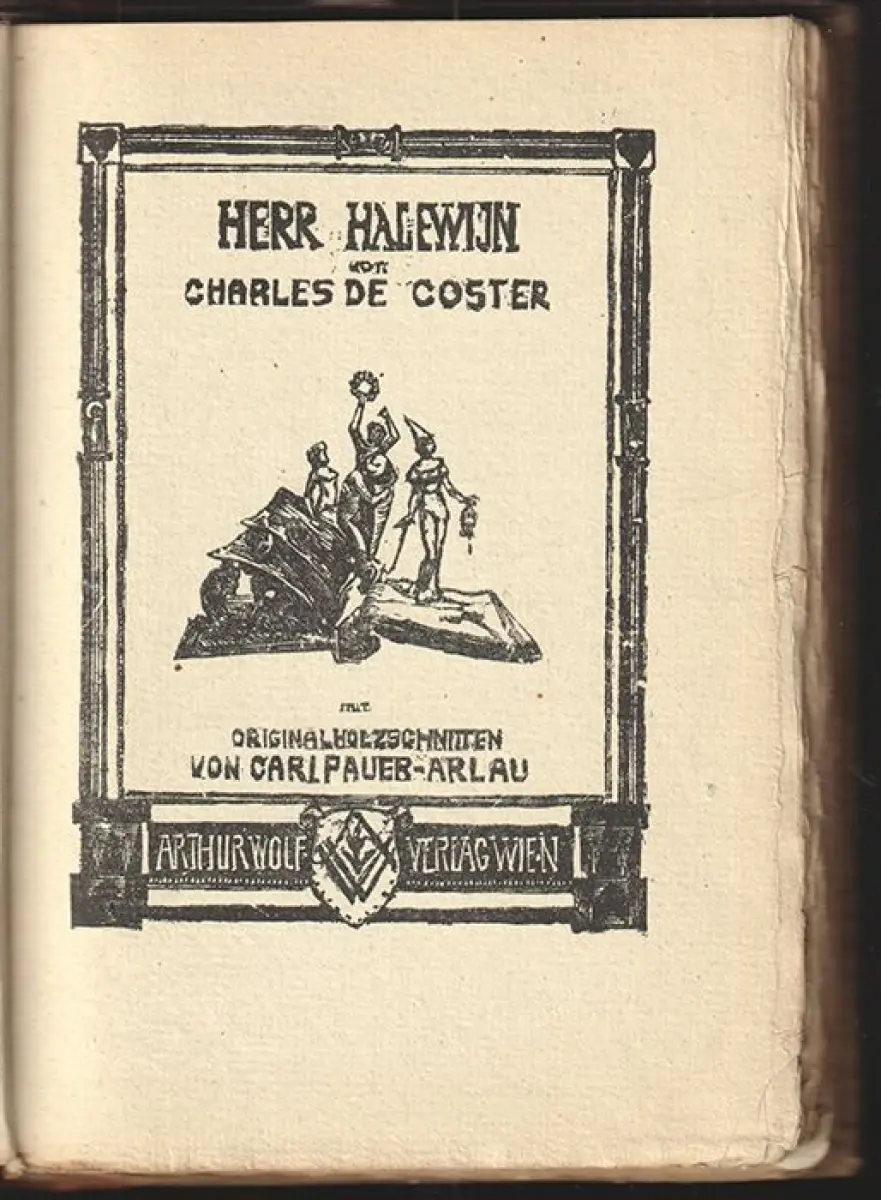 HERR HALEWIJN
von
CHARLES DE COSTER
mit
ORIGINALHOLZSCHNITTEN
VON CARL PAUER-ARLAU
ARTHUR WOLF VERLAG WIEN